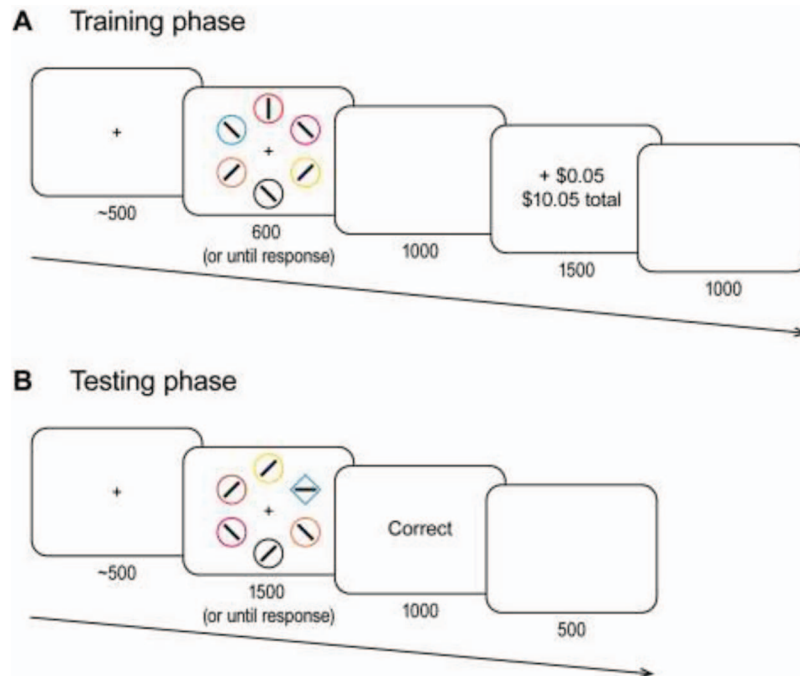 A Training phase
+
~500
+
600
(or until response)
1000
+ $0.05
$10.05 total
1500
1000
B Testing phase
+
~500
+
1500
(or until response)
Correct
1000
500